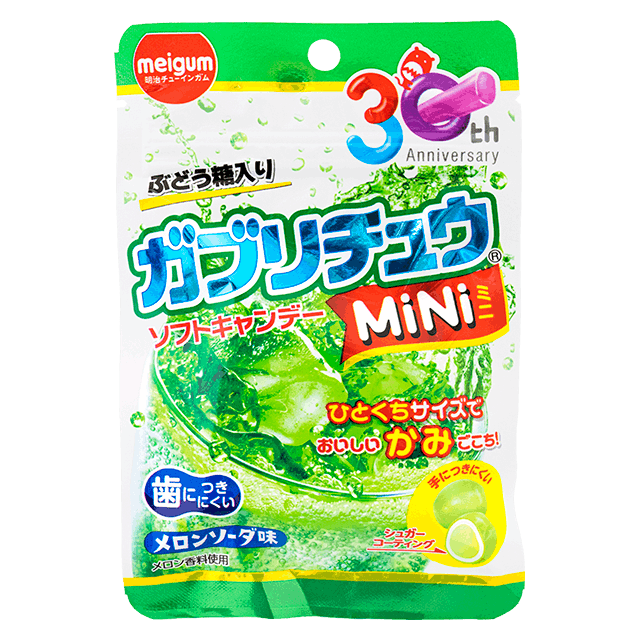 meigum
明治チューインガム
30th
Anniversary
ぶどう糖入り
ガブリチュウ®
MiNi
ソフトキャンデー
ひとくちサイズで
おいしいかみごこち!
手につきにくい
歯につきにくい
シュガー
コーティング
メロンソーダ味
メロン香料使用